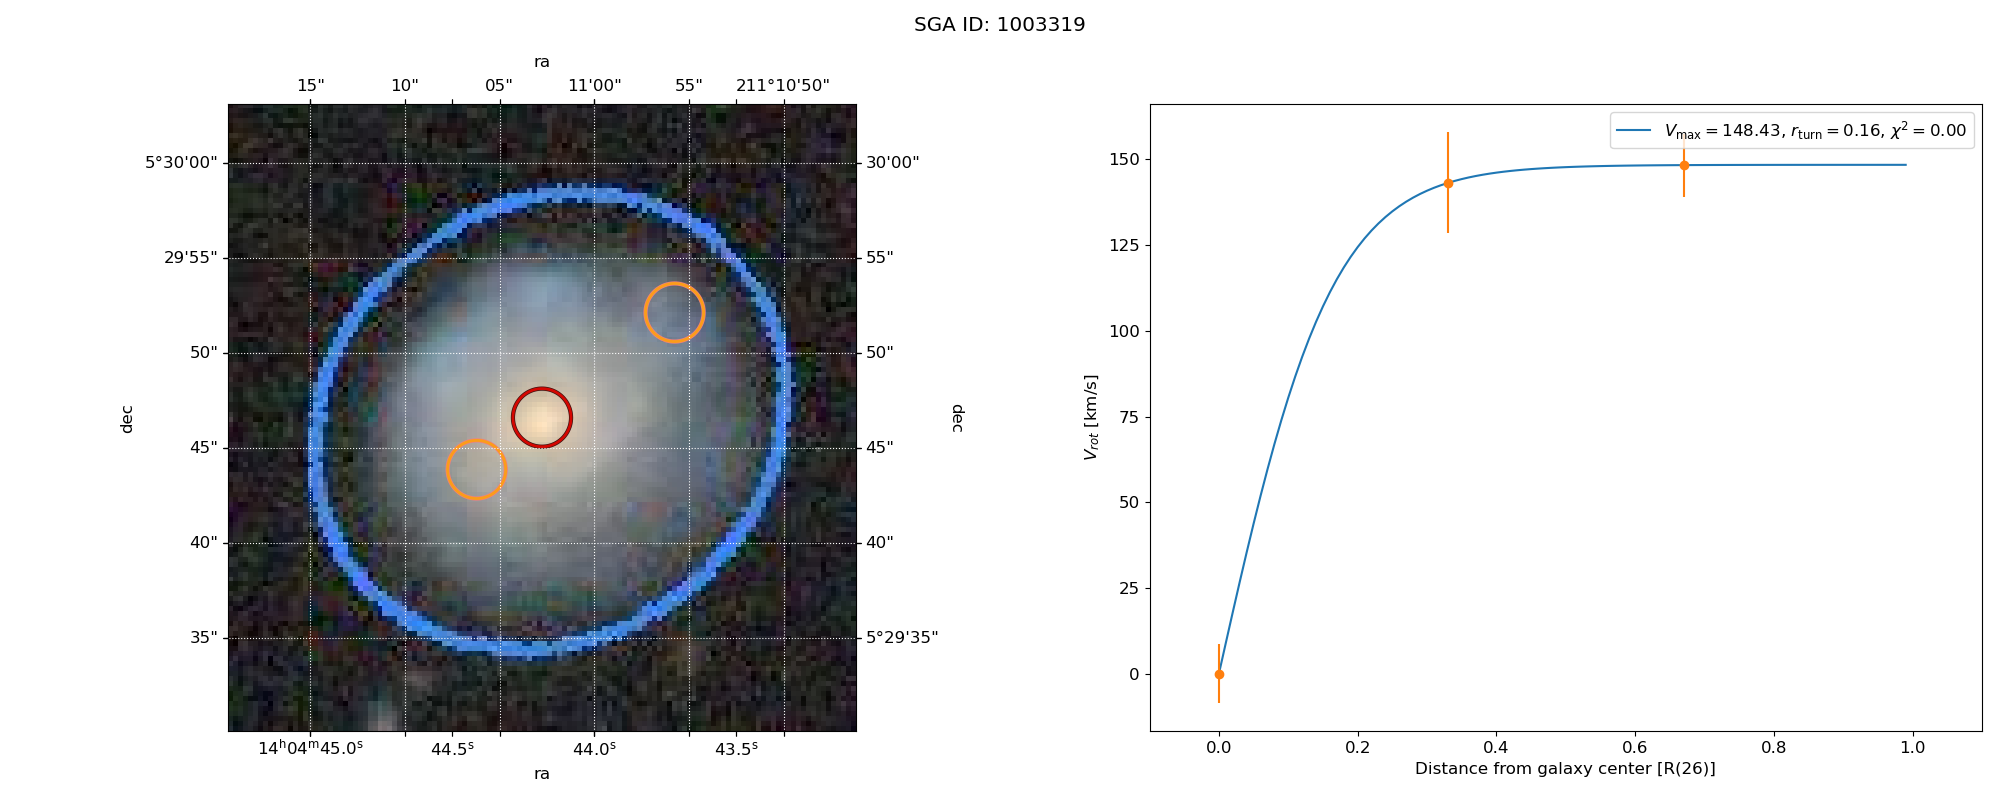 SGA ID: 1003319
ra
15" 10" 05" 11'00" 55" 211°10'50"
5°30'00" 30'00"
29'55" 55"
50" 50"
dec dec
45" 45"
40" 40"
35" 5°29'35"
14h04m45.0s 44.5s 44.0s 43.5s
ra
Vmax = 148.43, rturn = 0.16, χ² = 0.00
150
125
100
75
50
25
0
Vrot [km/s]
0.0 0.2 0.4 0.6 0.8 1.0
Distance from galaxy center [R(26)]